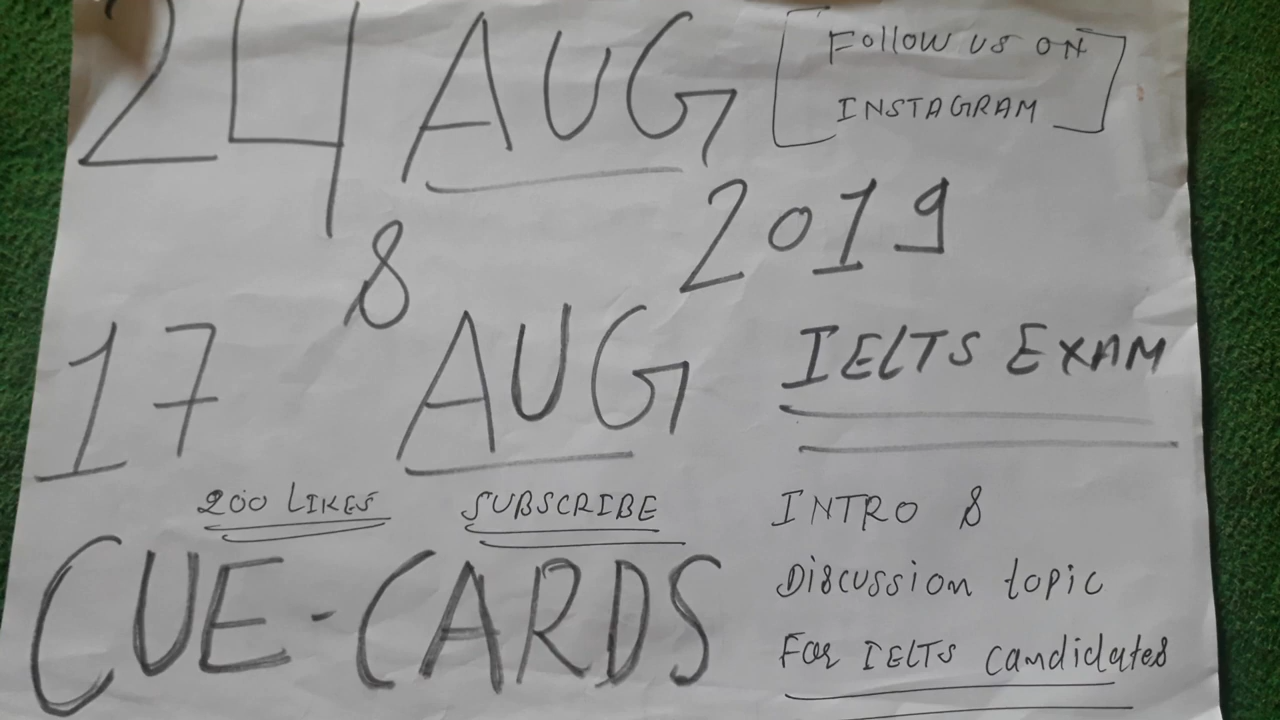 24 AUG
[Follow us ON
INSTAGRAM]
2019
&
17 AUG
IELTS EXAM
200 LIKES
SUBSCRIBE
CUE-CARDS
INTRO &
Discussion topic
For IELTS candidates